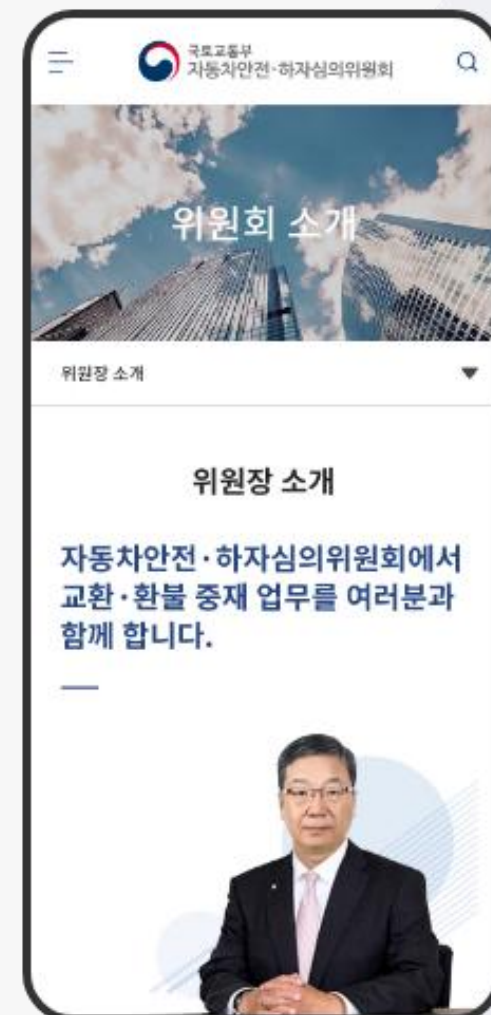 국토교통부
자동차안전·하자심의위원회
위원회 소개
위원장 소개
위원장 소개
자동차안전·하자심의위원회에서
교환·환불 중재 업무를 여러분과
함께 합니다.